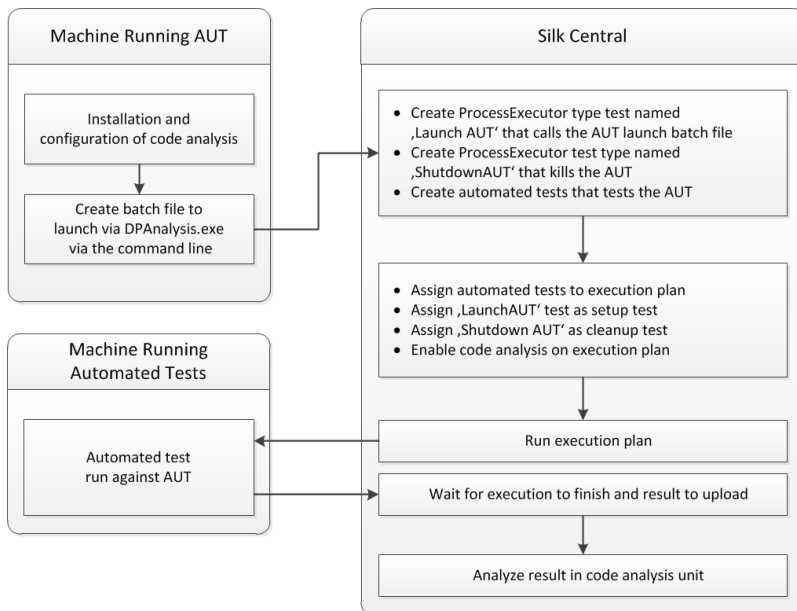 Machine Running AUT
Installation and
configuration of code analysis
Create batch file to
launch via DPAnalysis.exe
via the command line
Machine Running
Automated Tests
Automated test
run against AUT
Silk Central
• Create ProcessExecutor type test named
‚Launch AUT‘ that calls the AUT launch batch file
• Create ProcessExecutor test type named
‚ShutdownAUT‘ that kills the AUT
• Create automated tests that tests the AUT
• Assign automated tests to execution plan
• Assign ‚LaunchAUT‘ test as setup test
• Assign ‚Shutdown AUT‘ as cleanup test
• Enable code analysis on execution plan
Run execution plan
Wait for execution to finish and result to upload
Analyze result in code analysis unit